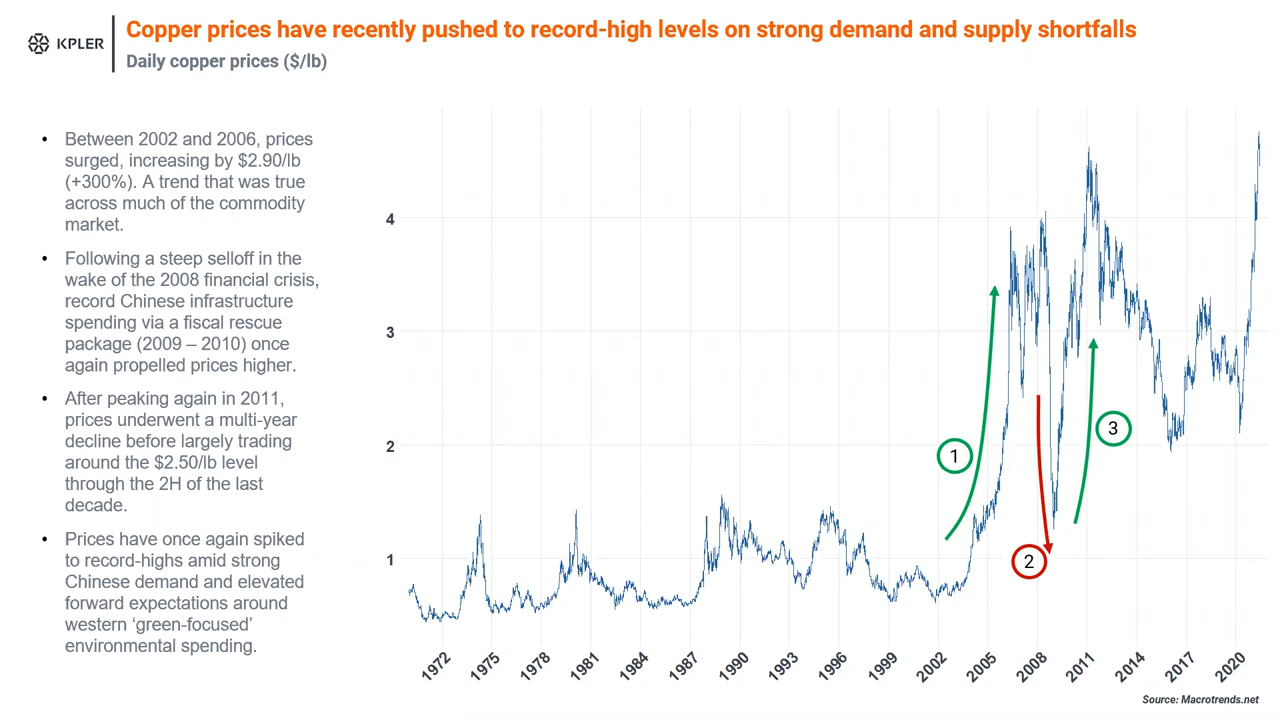 KPLER
Copper prices have recently pushed to record-high levels on strong demand and supply shortfalls
Daily copper prices ($/lb)
• Between 2002 and 2006, prices
surged, increasing by $2.90/lb
(+300%). A trend that was true
across much of the commodity
market.
• Following a steep selloff in the
wake of the 2008 financial crisis,
record Chinese infrastructure
spending via a fiscal rescue
package (2009 – 2010) once
again propelled prices higher.
• After peaking again in 2011,
prices underwent a multi-year
decline before largely trading
around the $2.50/lb level
through the 2H of the last
decade.
• Prices have once again spiked
to record-highs amid strong
Chinese demand and elevated
forward expectations around
western ‘green-focused’
environmental spending.
4
3
2
1
1
2
3
1972 1975 1978 1981 1984 1987 1990 1993 1996 1999 2002 2005 2008 2011 2014 2017 2020
Source: Macrotrends.net